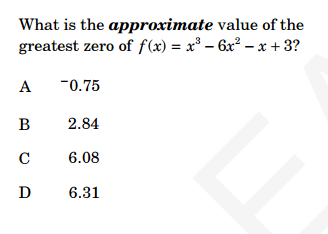 What is the approximate value of the
greatest zero of f(x) = x³ – 6x² – x + 3?
A ⁻0.75
B 2.84
C 6.08
D 6.31